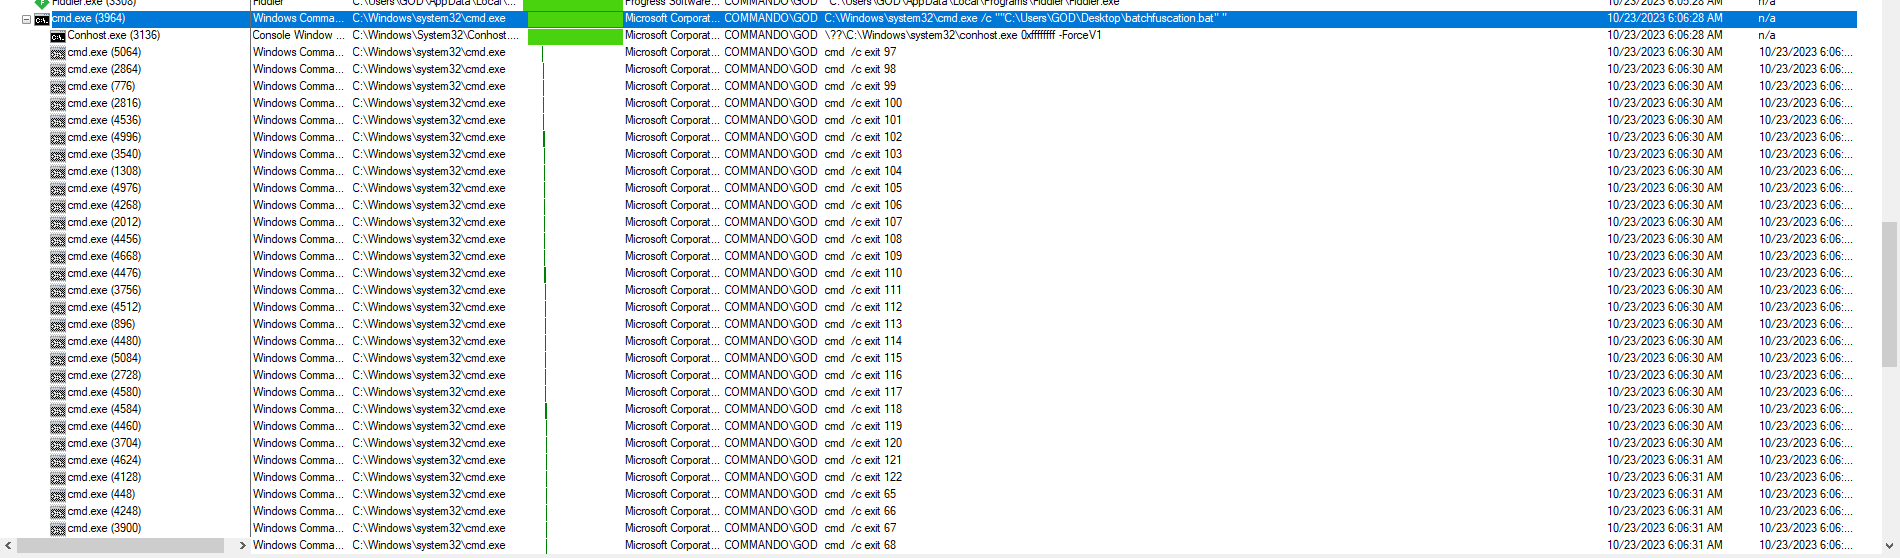 Fiddler.exe (3308) Fiddler C:\Users\GOD\AppData\Local\... Progress Software... COMMANDO\GOD "C:\Users\GOD\AppData\Local\Programs\Fiddler\Fiddler.exe" 10/23/2023 6:05:28 AM n/a
cmd.exe (3964) Windows Comma... C:\Windows\system32\cmd.exe Microsoft Corporat... COMMANDO\GOD C:\Windows\system32\cmd.exe /c ""C:\Users\GOD\Desktop\batchfuscation.bat" " 10/23/2023 6:06:28 AM n/a
Conhost.exe (3136) Console Window ... C:\Windows\System32\Conhost.... Microsoft Corporat... COMMANDO\GOD \??\C:\Windows\system32\conhost.exe 0xffffffff -ForceV1 10/23/2023 6:06:28 AM n/a
cmd.exe (5064) Windows Comma... C:\Windows\system32\cmd.exe Microsoft Corporat... COMMANDO\GOD cmd /c exit 97 10/23/2023 6:06:30 AM 10/23/2023 6:06:...
cmd.exe (2864) Windows Comma... C:\Windows\system32\cmd.exe Microsoft Corporat... COMMANDO\GOD cmd /c exit 98 10/23/2023 6:06:30 AM 10/23/2023 6:06:...
cmd.exe (776) Windows Comma... C:\Windows\system32\cmd.exe Microsoft Corporat... COMMANDO\GOD cmd /c exit 99 10/23/2023 6:06:30 AM 10/23/2023 6:06:...
cmd.exe (2816) Windows Comma... C:\Windows\system32\cmd.exe Microsoft Corporat... COMMANDO\GOD cmd /c exit 100 10/23/2023 6:06:30 AM 10/23/2023 6:06:...
cmd.exe (4536) Windows Comma... C:\Windows\system32\cmd.exe Microsoft Corporat... COMMANDO\GOD cmd /c exit 101 10/23/2023 6:06:30 AM 10/23/2023 6:06:...
cmd.exe (4996) Windows Comma... C:\Windows\system32\cmd.exe Microsoft Corporat... COMMANDO\GOD cmd /c exit 102 10/23/2023 6:06:30 AM 10/23/2023 6:06:...
cmd.exe (3540) Windows Comma... C:\Windows\system32\cmd.exe Microsoft Corporat... COMMANDO\GOD cmd /c exit 103 10/23/2023 6:06:30 AM 10/23/2023 6:06:...
cmd.exe (1308) Windows Comma... C:\Windows\system32\cmd.exe Microsoft Corporat... COMMANDO\GOD cmd /c exit 104 10/23/2023 6:06:30 AM 10/23/2023 6:06:...
cmd.exe (4976) Windows Comma... C:\Windows\system32\cmd.exe Microsoft Corporat... COMMANDO\GOD cmd /c exit 105 10/23/2023 6:06:30 AM 10/23/2023 6:06:...
cmd.exe (4268) Windows Comma... C:\Windows\system32\cmd.exe Microsoft Corporat... COMMANDO\GOD cmd /c exit 106 10/23/2023 6:06:30 AM 10/23/2023 6:06:...
cmd.exe (2012) Windows Comma... C:\Windows\system32\cmd.exe Microsoft Corporat... COMMANDO\GOD cmd /c exit 107 10/23/2023 6:06:30 AM 10/23/2023 6:06:...
cmd.exe (4456) Windows Comma... C:\Windows\system32\cmd.exe Microsoft Corporat... COMMANDO\GOD cmd /c exit 108 10/23/2023 6:06:30 AM 10/23/2023 6:06:...
cmd.exe (4668) Windows Comma... C:\Windows\system32\cmd.exe Microsoft Corporat... COMMANDO\GOD cmd /c exit 109 10/23/2023 6:06:30 AM 10/23/2023 6:06:...
cmd.exe (4476) Windows Comma... C:\Windows\system32\cmd.exe Microsoft Corporat... COMMANDO\GOD cmd /c exit 110 10/23/2023 6:06:30 AM 10/23/2023 6:06:...
cmd.exe (3756) Windows Comma... C:\Windows\system32\cmd.exe Microsoft Corporat... COMMANDO\GOD cmd /c exit 111 10/23/2023 6:06:30 AM 10/23/2023 6:06:...
cmd.exe (4512) Windows Comma... C:\Windows\system32\cmd.exe Microsoft Corporat... COMMANDO\GOD cmd /c exit 112 10/23/2023 6:06:30 AM 10/23/2023 6:06:...
cmd.exe (896) Windows Comma... C:\Windows\system32\cmd.exe Microsoft Corporat... COMMANDO\GOD cmd /c exit 113 10/23/2023 6:06:30 AM 10/23/2023 6:06:...
cmd.exe (4480) Windows Comma... C:\Windows\system32\cmd.exe Microsoft Corporat... COMMANDO\GOD cmd /c exit 114 10/23/2023 6:06:30 AM 10/23/2023 6:06:...
cmd.exe (5084) Windows Comma... C:\Windows\system32\cmd.exe Microsoft Corporat... COMMANDO\GOD cmd /c exit 115 10/23/2023 6:06:30 AM 10/23/2023 6:06:...
cmd.exe (2728) Windows Comma... C:\Windows\system32\cmd.exe Microsoft Corporat... COMMANDO\GOD cmd /c exit 116 10/23/2023 6:06:30 AM 10/23/2023 6:06:...
cmd.exe (4580) Windows Comma... C:\Windows\system32\cmd.exe Microsoft Corporat... COMMANDO\GOD cmd /c exit 117 10/23/2023 6:06:30 AM 10/23/2023 6:06:...
cmd.exe (4584) Windows Comma... C:\Windows\system32\cmd.exe Microsoft Corporat... COMMANDO\GOD cmd /c exit 118 10/23/2023 6:06:30 AM 10/23/2023 6:06:...
cmd.exe (4460) Windows Comma... C:\Windows\system32\cmd.exe Microsoft Corporat... COMMANDO\GOD cmd /c exit 119 10/23/2023 6:06:30 AM 10/23/2023 6:06:...
cmd.exe (3704) Windows Comma... C:\Windows\system32\cmd.exe Microsoft Corporat... COMMANDO\GOD cmd /c exit 120 10/23/2023 6:06:30 AM 10/23/2023 6:06:...
cmd.exe (4624) Windows Comma... C:\Windows\system32\cmd.exe Microsoft Corporat... COMMANDO\GOD cmd /c exit 121 10/23/2023 6:06:31 AM 10/23/2023 6:06:...
cmd.exe (4128) Windows Comma... C:\Windows\system32\cmd.exe Microsoft Corporat... COMMANDO\GOD cmd /c exit 122 10/23/2023 6:06:31 AM 10/23/2023 6:06:...
cmd.exe (448) Windows Comma... C:\Windows\system32\cmd.exe Microsoft Corporat... COMMANDO\GOD cmd /c exit 65 10/23/2023 6:06:31 AM 10/23/2023 6:06:...
cmd.exe (4248) Windows Comma... C:\Windows\system32\cmd.exe Microsoft Corporat... COMMANDO\GOD cmd /c exit 66 10/23/2023 6:06:31 AM 10/23/2023 6:06:...
cmd.exe (3900) Windows Comma... C:\Windows\system32\cmd.exe Microsoft Corporat... COMMANDO\GOD cmd /c exit 67 10/23/2023 6:06:31 AM 10/23/2023 6:06:...
Windows Comma... C:\Windows\system32\cmd.exe Microsoft Corporat... COMMANDO\GOD cmd /c exit 68 10/23/2023 6:06:31 AM 10/23/2023 6:06:...